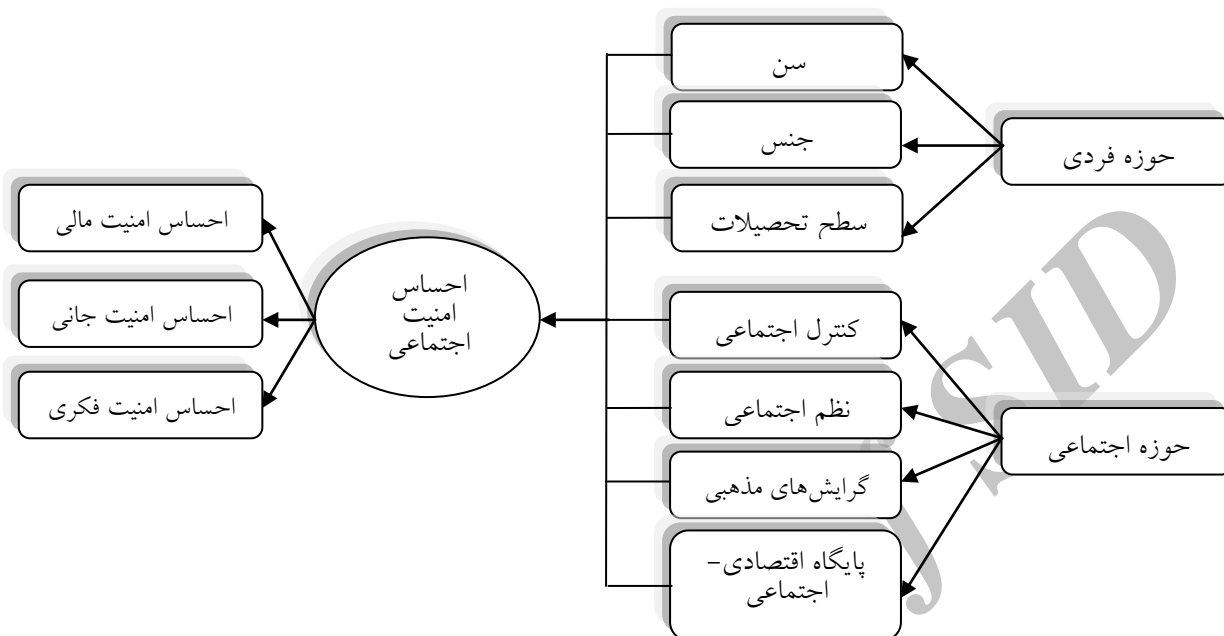 حوزه فردی
سن
جنس
سطح تحصیلات
حوزه اجتماعی
کنترل اجتماعی
نظم اجتماعی
گرایش‌های مذهبی
پایگاه اقتصادی-
اجتماعی
احساس
امنیت
اجتماعی
احساس امنیت مالی
احساس امنیت جانی
احساس امنیت فکری
SID